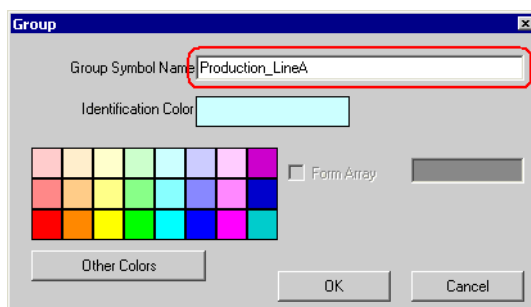 Group
Group Symbol Name Production_LineA
Identification Color
Form Array
Other Colors
OK Cancel